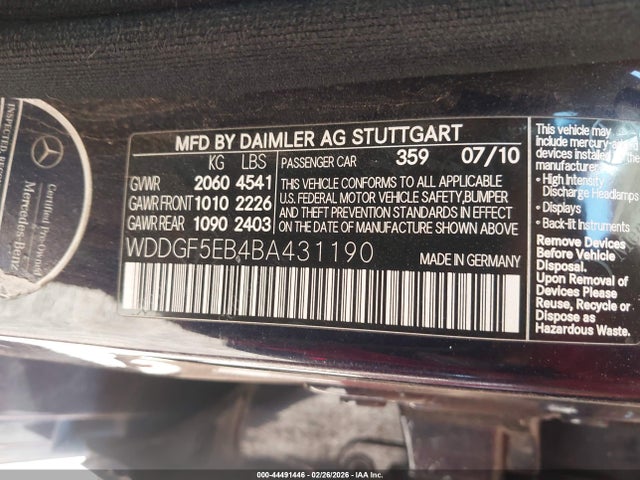 MFD BY DAIMLER AG STUTTGART
KG LBS
GVWR 2060 4541
GAWR FRONT 1010 2226
GAWR REAR 1090 2403
PASSENGER CAR 359 07/10
THIS VEHICLE CONFORMS TO ALL APPLICABLE
U.S. FEDERAL MOTOR VEHICLE SAFETY, BUMPER
AND THEFT PREVENTION STANDARDS IN EFFECT
ON THE DATE OF MANUFACTURE SHOWN ABOVE
WDDGF5EB4BA431190
MADE IN GERMANY
This vehicle may
include mercury-
devices installed
manufacturer:
• High Intensity
Discharge Headlamps
• Displays
• Back-lit Instruments
Remove Devices
Before Vehicle
Disposal.
Upon Removal of
Devices Please
Reuse, Recycle or
Dispose as
Hazardous Waste.
INSPECTED.
Certified Pre-Owned
Mercedes-Benz
000-44491446 - 02/26/2026 - IAA Inc.